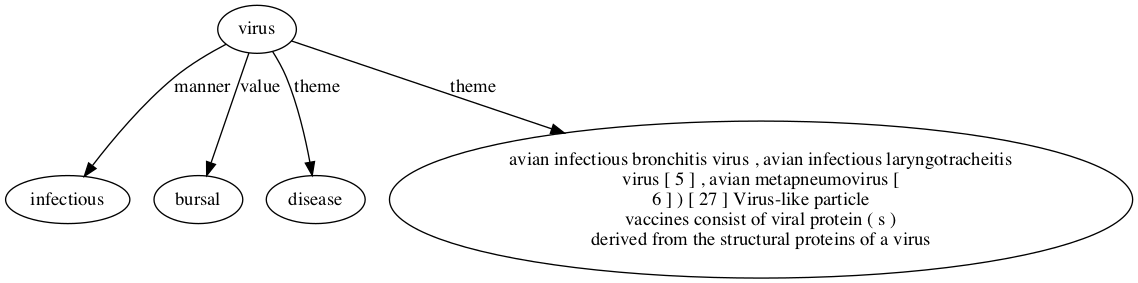 virus
manner value theme theme
avian infectious bronchitis virus , avian infectious laryngotracheitis
virus [ 5 ] , avian metapneumovirus [
infectious bursal disease 6 ] ) [ 27 ] Virus-like particle
vaccines consist of viral protein ( s )
derived from the structural proteins of a virus